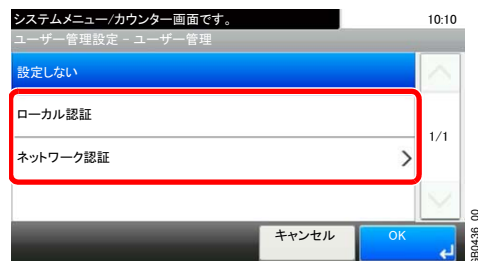 システムメニュー/カウンター画面です。
10:10
ユーザー管理設定 - ユーザー管理
設定しない
ローカル認証
1/1
ネットワーク認証
キャンセル
OK
GB0436_00